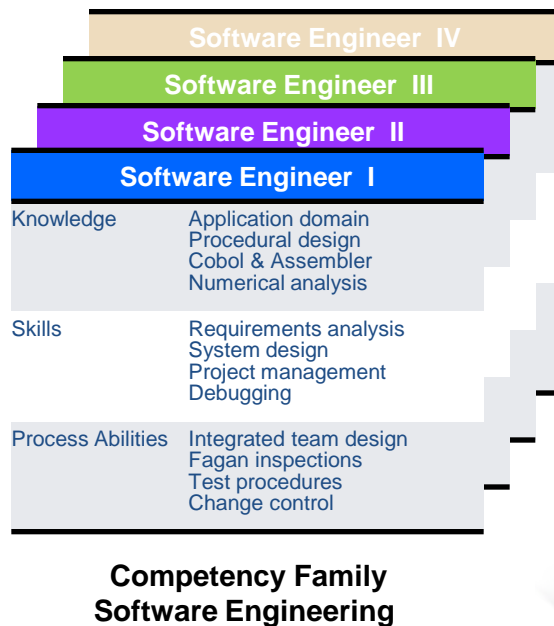 Software Engineer IV
Software Engineer III
Software Engineer II
Software Engineer I
Knowledge Application domain
Procedural design
Cobol & Assembler
Numerical analysis
Skills Requirements analysis
System design
Project management
Debugging
Process Abilities Integrated team design
Fagan inspections
Test procedures
Change control
Competency Family
Software Engineering